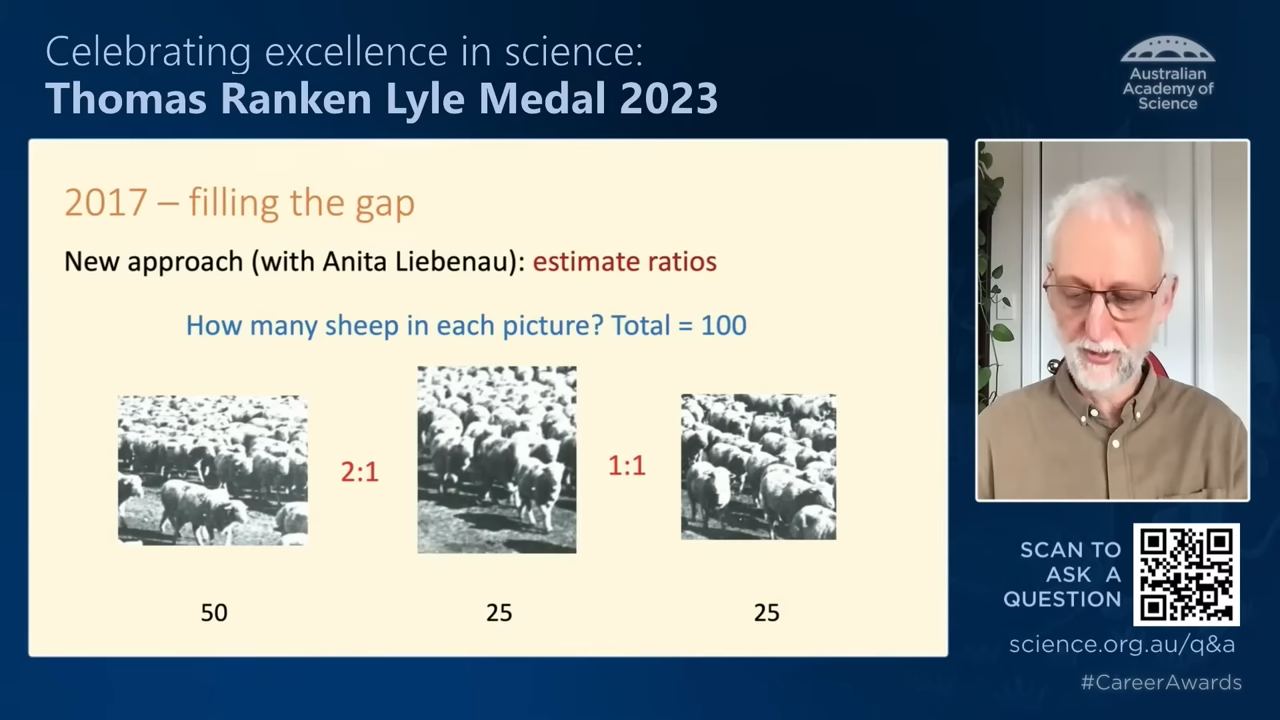 Celebrating excellence in science:
Thomas Ranken Lyle Medal 2023
Australian
Academy of
Science
2017 – filling the gap
New approach (with Anita Liebenau): estimate ratios
How many sheep in each picture? Total = 100
2:1
1:1
50
25
25
SCAN TO
ASK A
QUESTION
science.org.au/q&a
#CareerAwards